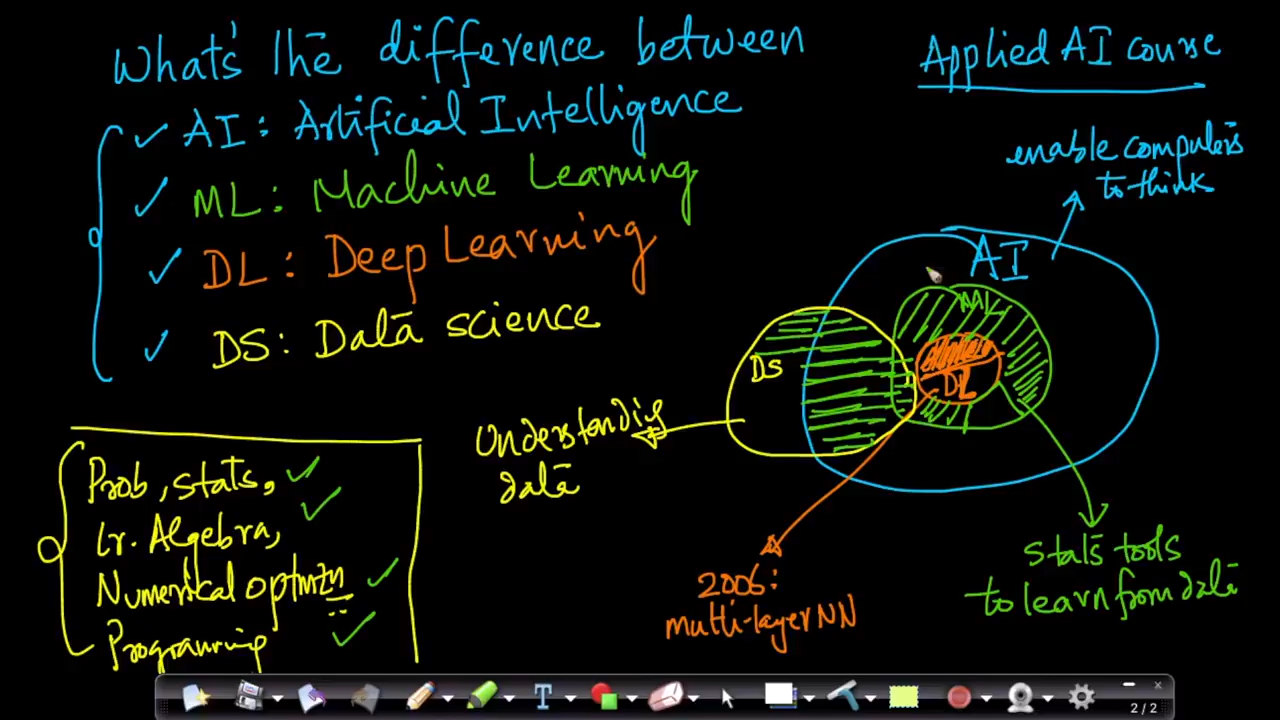 What's the difference between
AI: Artificial Intelligence
ML: Machine Learning
DL: Deep Learning
DS: Data science
Prob, stats,
Lr. Algebra,
Numerical optmzn
Programming
Applied AI course
enable computers
to think
AI
ML
DL
DS
Understanding
data
2006:
multi-layer NN
stats tools
to learn from data
T
2 / 2